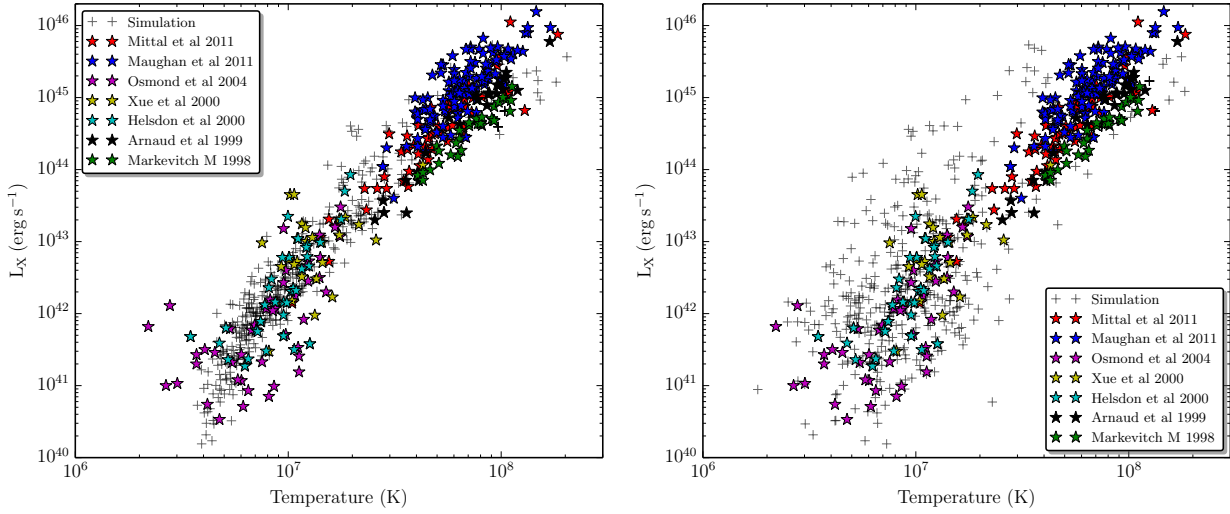 10^46
10^45
10^44
10^43
10^42
10^41
10^40
L_X (erg s^−1)
Simulation
Mittal et al 2011
Maughan et al 2011
Osmond et al 2004
Xue et al 2000
Helsdon et al 2000
Arnaud et al 1999
Markevitch M 1998
10^6
10^7
10^8
Temperature (K)
10^46
10^45
10^44
10^43
10^42
10^41
10^40
L_X (erg s^−1)
Simulation
Mittal et al 2011
Maughan et al 2011
Osmond et al 2004
Xue et al 2000
Helsdon et al 2000
Arnaud et al 1999
Markevitch M 1998
10^6
10^7
10^8
Temperature (K)